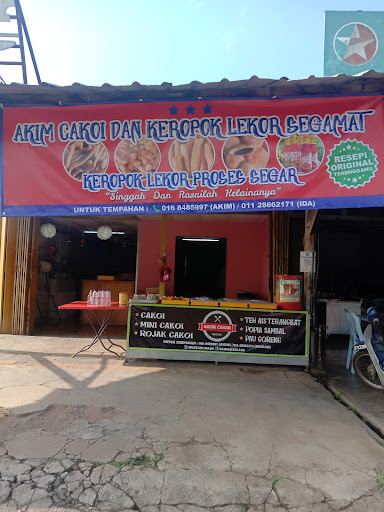 AKIM CAKOI DAN KEROPOK LEKOR SEGAMAT
KEROPOK LEKOR PROSES SEGAR
"Singgah Dan Rasailah Kelainanya"
UNTUK TEMPAHAN : 016 8485997 (AKIM) / 011 28662171 (IDA)
RESEPI
ORIGINAL
TERENGGANU
CAKOI
MINI CAKOI
ROJAK CAKOI
AKIM CAKOI
TEH AIS TERANGKAT
POPIA SAMBAL
PAU GORENG